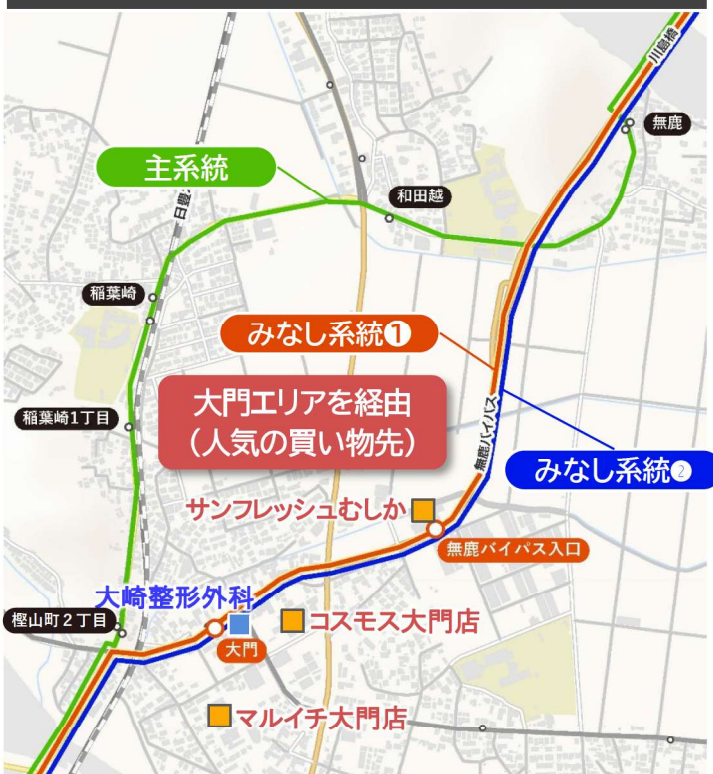 川島橋
無鹿
主系統
和田越
日豊
稲葉崎
みなし系統❶
大門エリアを経由
（人気の買い物先）
稲葉崎1丁目
無鹿バイパス
みなし系統❷
サンフレッシュむしか
無鹿バイパス入口
大崎整形外科
樫山町２丁目
コスモス大門店
大門
マルイチ大門店